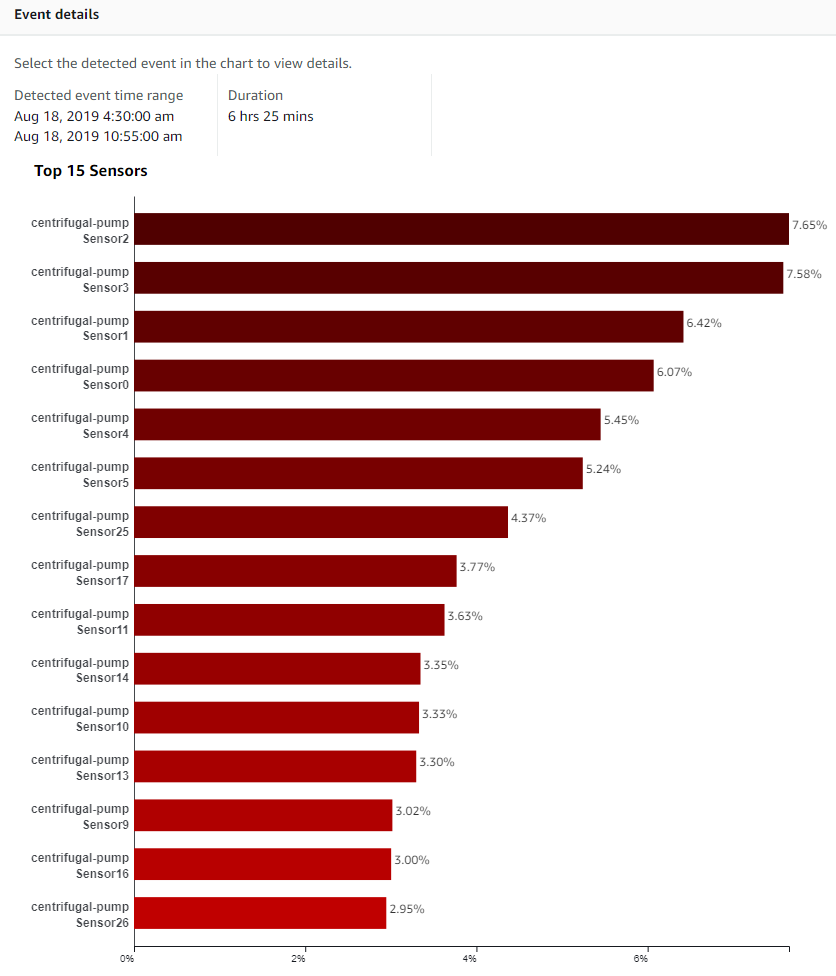 Event details
Select the detected event in the chart to view details.
Detected event time range
Aug 18, 2019 4:30:00 am
Aug 18, 2019 10:55:00 am
Duration
6 hrs 25 mins
Top 15 Sensors
centrifugal-pump
Sensor2
7.65%
centrifugal-pump
Sensor3
7.58%
centrifugal-pump
Sensor1
6.42%
centrifugal-pump
Sensor0
6.07%
centrifugal-pump
Sensor4
5.45%
centrifugal-pump
Sensor5
5.24%
centrifugal-pump
Sensor25
4.37%
centrifugal-pump
Sensor17
3.77%
centrifugal-pump
Sensor11
3.63%
centrifugal-pump
Sensor14
3.35%
centrifugal-pump
Sensor10
3.33%
centrifugal-pump
Sensor13
3.30%
centrifugal-pump
Sensor9
3.02%
centrifugal-pump
Sensor16
3.00%
centrifugal-pump
Sensor26
2.95%
0% 2% 4% 6%